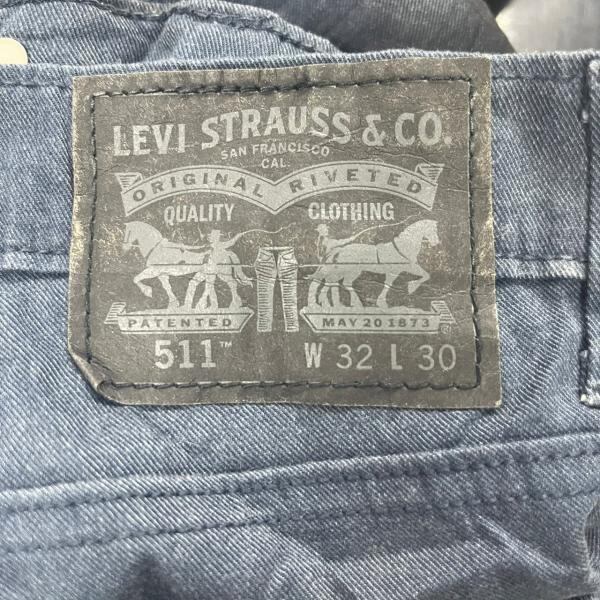 LEVI STRAUSS & CO.
SAN FRANCISCO
CAL.
ORIGINAL RIVETED
QUALITY CLOTHING
PATENTED MAY 20 1873
511™ W 32 L 30